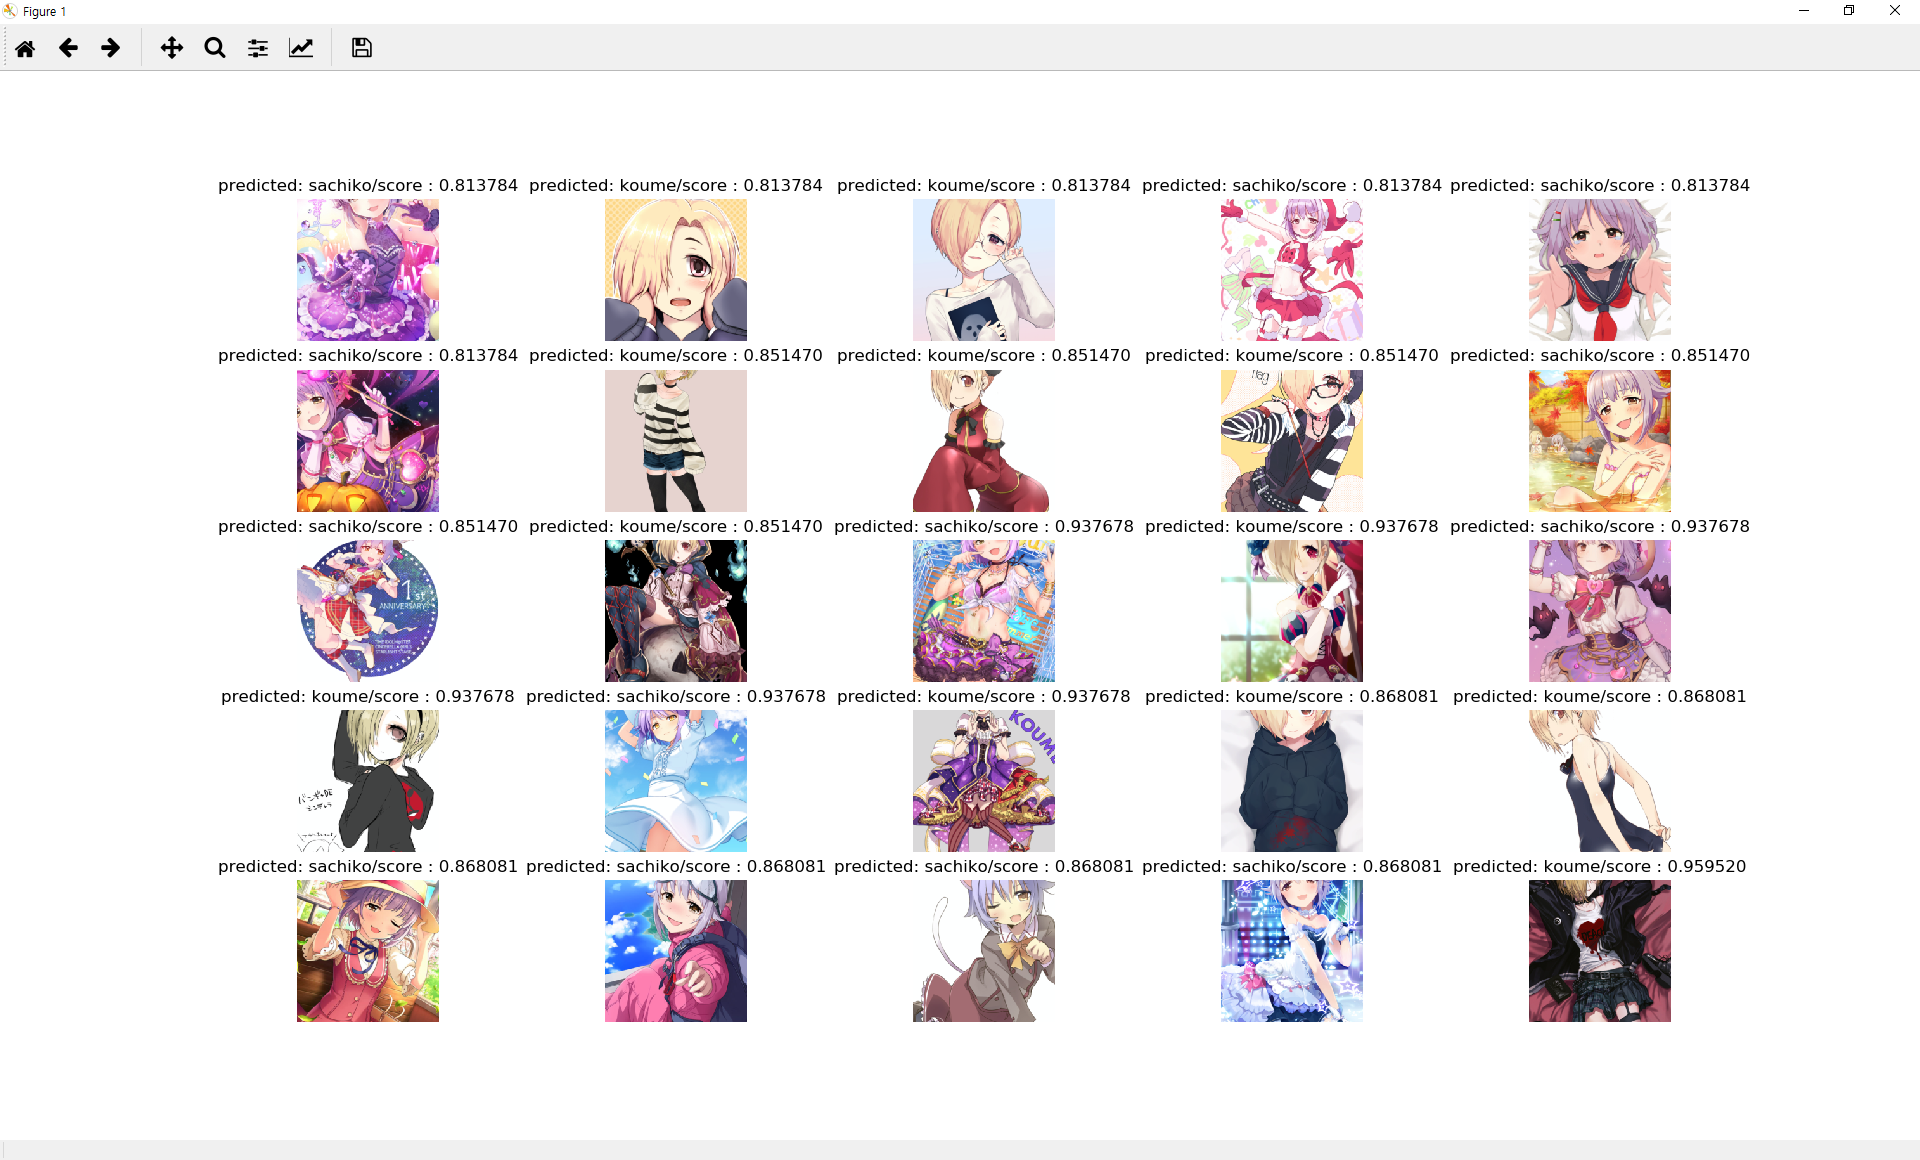 Figure 1
predicted: sachiko/score : 0.813784 predicted: koume/score : 0.813784 predicted: koume/score : 0.813784 predicted: sachiko/score : 0.813784 predicted: sachiko/score : 0.813784
predicted: sachiko/score : 0.813784 predicted: koume/score : 0.851470 predicted: koume/score : 0.851470 predicted: koume/score : 0.851470 predicted: sachiko/score : 0.851470
predicted: sachiko/score : 0.851470 predicted: koume/score : 0.851470 predicted: sachiko/score : 0.937678 predicted: koume/score : 0.937678 predicted: sachiko/score : 0.937678
1st
ANNIVERSARY
predicted: koume/score : 0.937678 predicted: sachiko/score : 0.937678 predicted: koume/score : 0.937678 predicted: koume/score : 0.868081 predicted: koume/score : 0.868081
KOUME
predicted: sachiko/score : 0.868081 predicted: sachiko/score : 0.868081 predicted: sachiko/score : 0.868081 predicted: sachiko/score : 0.868081 predicted: koume/score : 0.959520